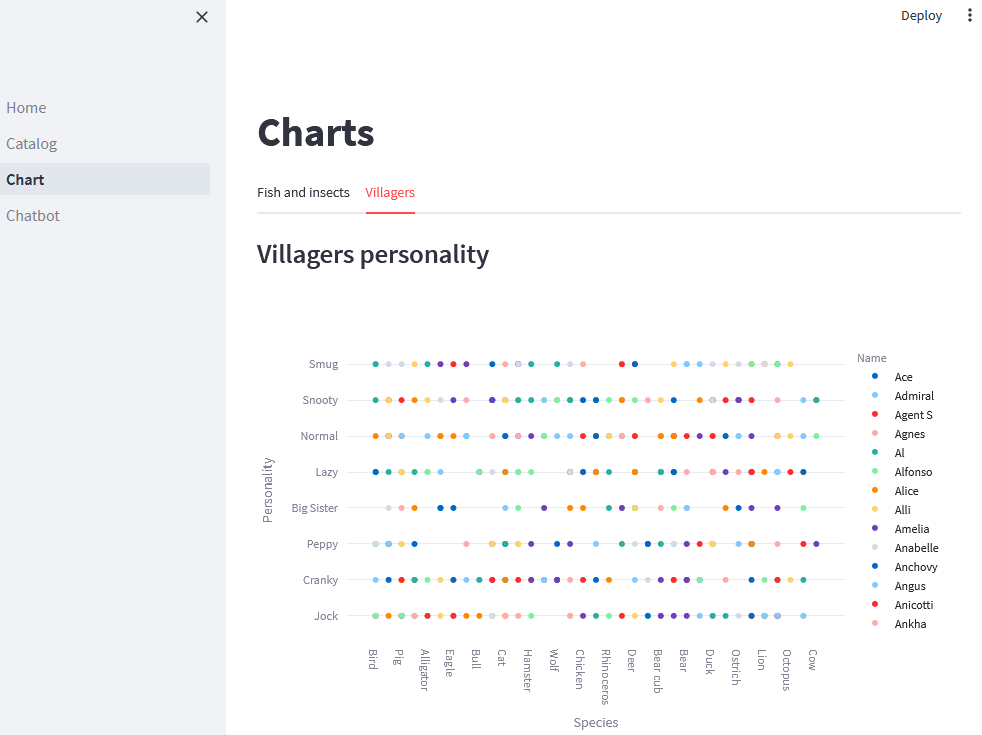 Deploy
Home
Catalog
Chart
Chatbot
Charts
Fish and insects
Villagers
Villagers personality
Personality
Smug
Snooty
Normal
Lazy
Big Sister
Peppy
Cranky
Jock
Bird
Pig
Alligator
Eagle
Bull
Cat
Hamster
Wolf
Chicken
Rhinoceros
Deer
Bear cub
Bear
Duck
Ostrich
Lion
Octopus
Cow
Species
Name
Ace
Admiral
Agent S
Agnes
Al
Alfonso
Alice
Alli
Amelia
Anabelle
Anchovy
Angus
Anicotti
Ankha